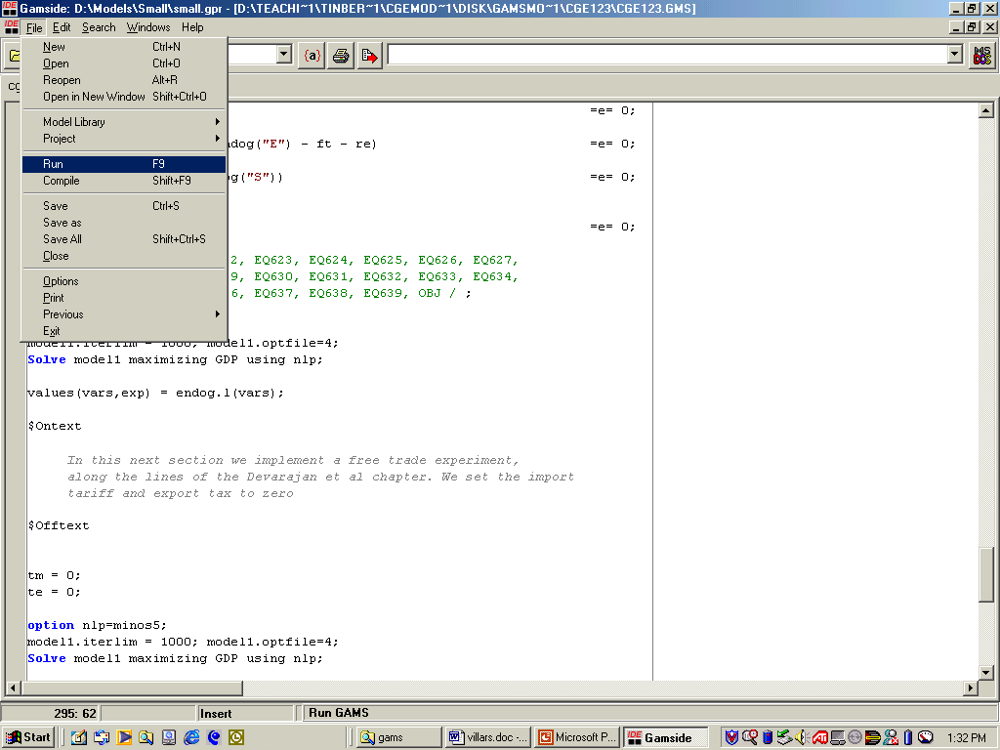 Gamside: D:\Models\Small\small.gpr - [D:\TEACHI~1\TINBER~1\CGEMOD~1\DISK\GAMSMO~1\CGE123\CGE123.GMS]
File Edit Search Windows Help
New Ctrl+N
Open Ctrl+O
Reopen Alt+R
Open in New Window Shift+Ctrl+O
Model Library
Project
Run F9
Compile Shift+F9
Save Ctrl+S
Save as
Save All Shift+Ctrl+S
Close
Options
Print
Previous
Exit
{a}
MS DOS
=e= 0;
dog("E") - ft - re) =e= 0;
og("S")) =e= 0;
=e= 0;
2, EQ623, EQ624, EQ625, EQ626, EQ627,
9, EQ630, EQ631, EQ632, EQ633, EQ634,
6, EQ637, EQ638, EQ639, OBJ / ;
model1.iterlim = 1000; model1.optfile=4;
Solve model1 maximizing GDP using nlp;
values(vars,exp) = endog.l(vars);
$Ontext
In this next section we implement a free trade experiment,
along the lines of the Devarajan et al chapter. We set the import
tariff and export tax to zero
$Offtext
tm = 0;
te = 0;
option nlp=minos5;
model1.iterlim = 1000; model1.optfile=4;
Solve model1 maximizing GDP using nlp;
295: 62 Insert Run GAMS
Start gams villars.doc -... Microsoft P... IDE Gamside 1:32 PM